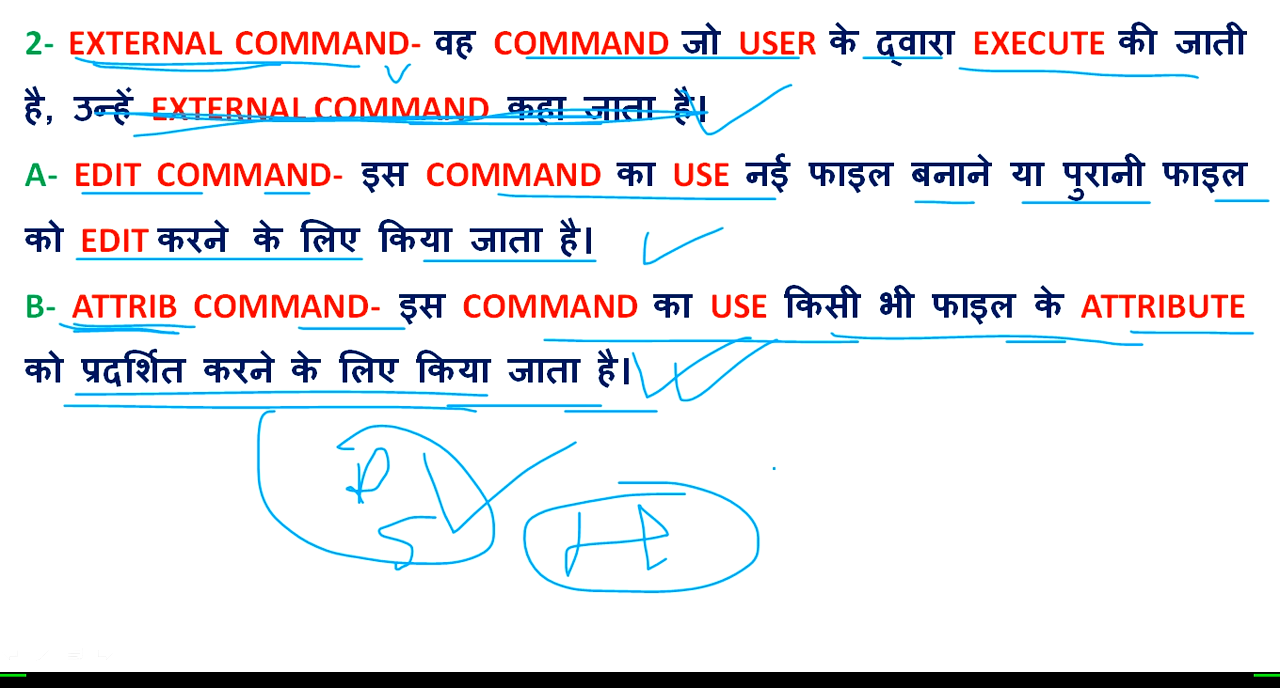 2- EXTERNAL COMMAND- वह COMMAND जो USER के द्वारा EXECUTE की जाती
है, उन्हें EXTERNAL COMMAND कहा जाता है।
A- EDIT COMMAND- इस COMMAND का USE नई फाइल बनाने या पुरानी फाइल
को EDIT करने के लिए किया जाता है।
B- ATTRIB COMMAND- इस COMMAND का USE किसी भी फाइल के ATTRIBUTE
को प्रदर्शित करने के लिए किया जाता है।